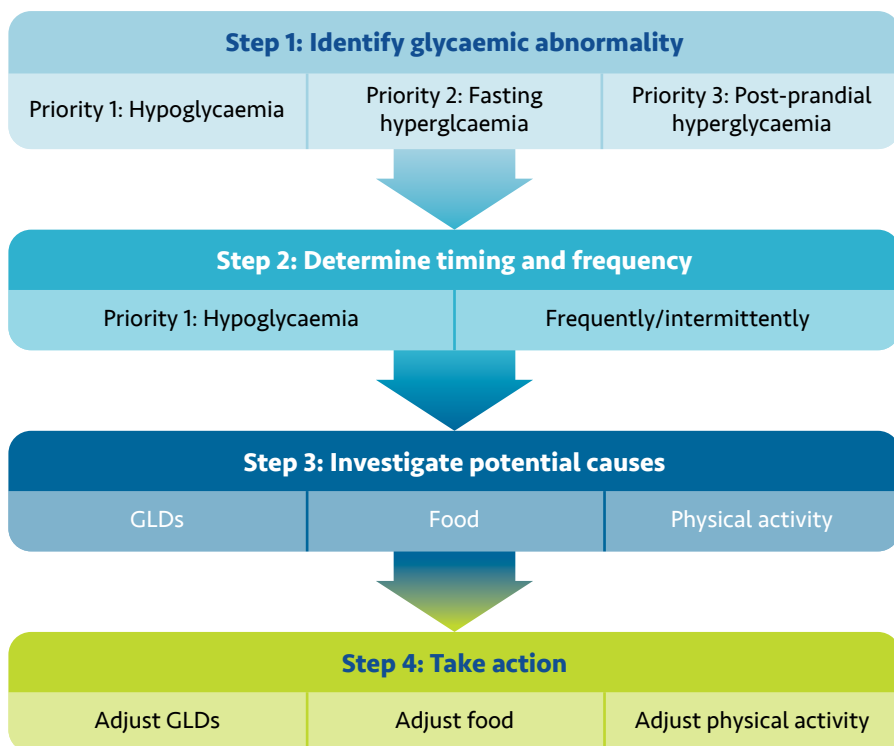 Step 1: Identify glycaemic abnormality
Priority 1: Hypoglycaemia
Priority 2: Fasting
hyperglcaemia
Priority 3: Post-prandial
hyperglycaemia
Step 2: Determine timing and frequency
Priority 1: Hypoglycaemia
Frequently/intermittently
Step 3: Investigate potential causes
GLDs
Food
Physical activity
Step 4: Take action
Adjust GLDs
Adjust food
Adjust physical activity